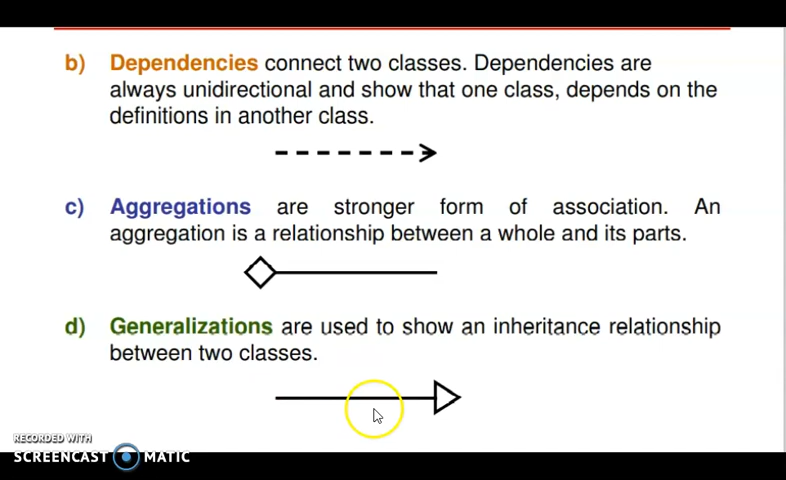 b) Dependencies connect two classes. Dependencies are
always unidirectional and show that one class, depends on the
definitions in another class.
c) Aggregations are stronger form of association. An
aggregation is a relationship between a whole and its parts.
d) Generalizations are used to show an inheritance relationship
between two classes.
RECORDED WITH
SCREENCAST MATIC